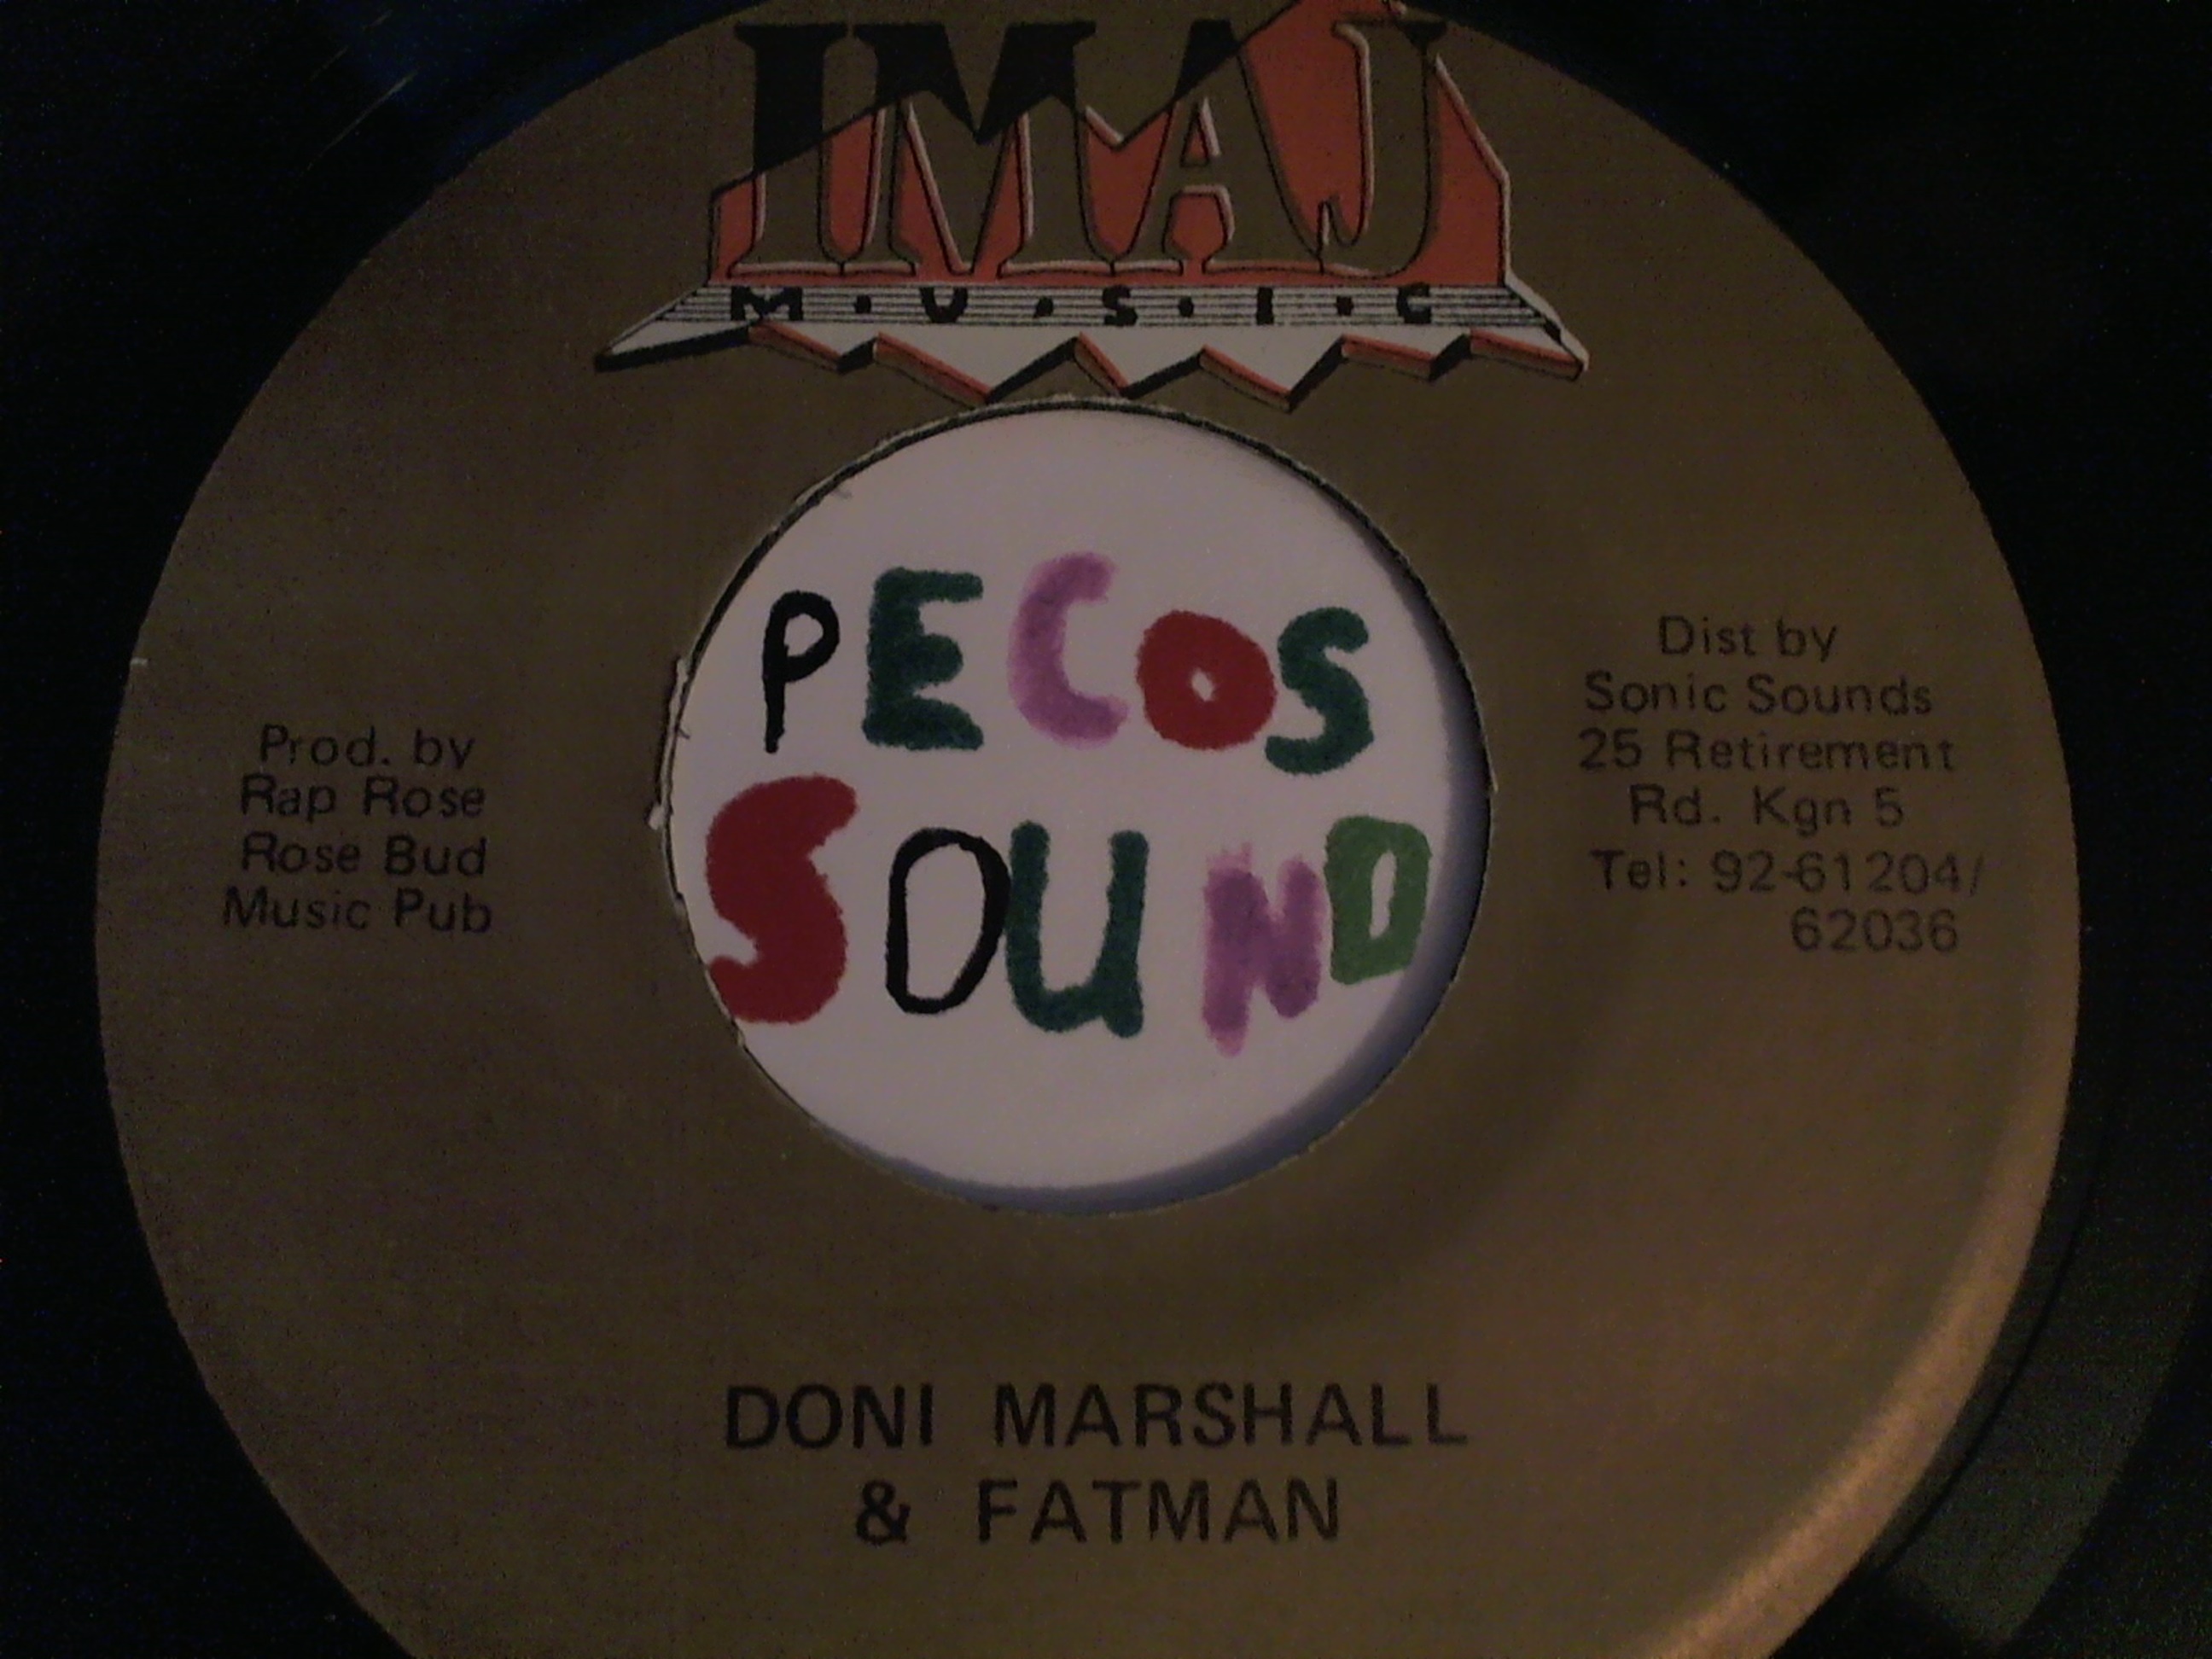 IMAJ
M·U·S·I·C
PECOS
SOUND
Prod. by
Rap Rose
Rose Bud
Music Pub
Dist by
Sonic Sounds
25 Retirement
Rd. Kgn 5
Tel: 92-61204/
62036
DONI MARSHALL
& FATMAN